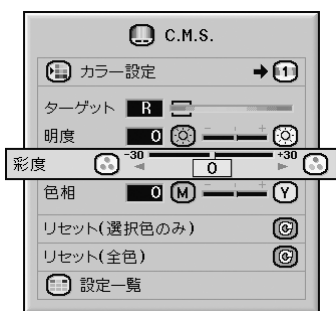 C.M.S.
カラー設定 1
ターゲット R
明度 0 - +
彩度 -30 0 +30
色相 0 M - + Y
リセット(選択色のみ)
リセット(全色)
設定一覧